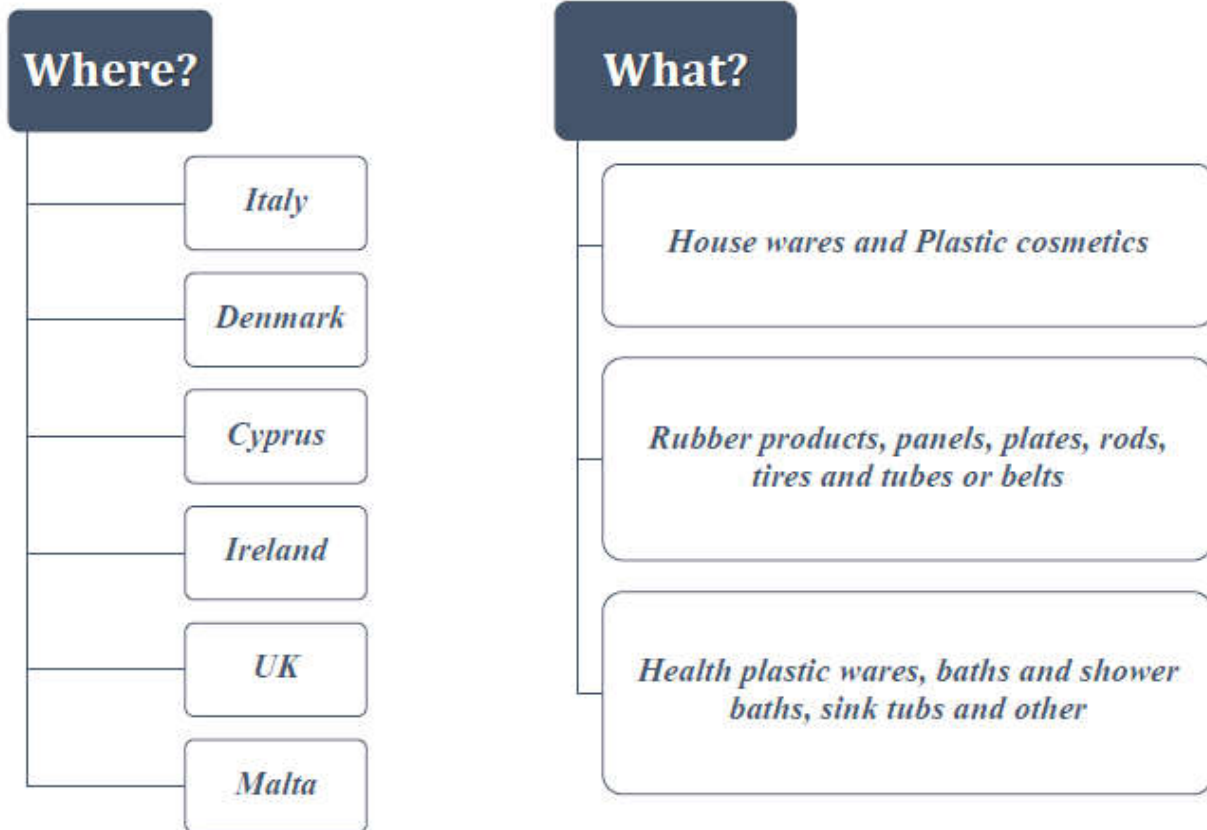 Where?
Italy
Denmark
Cyprus
Ireland
UK
Malta
What?
House wares and Plastic cosmetics
Rubber products, panels, plates, rods,
tires and tubes or belts
Health plastic wares, baths and shower
baths, sink tubs and other